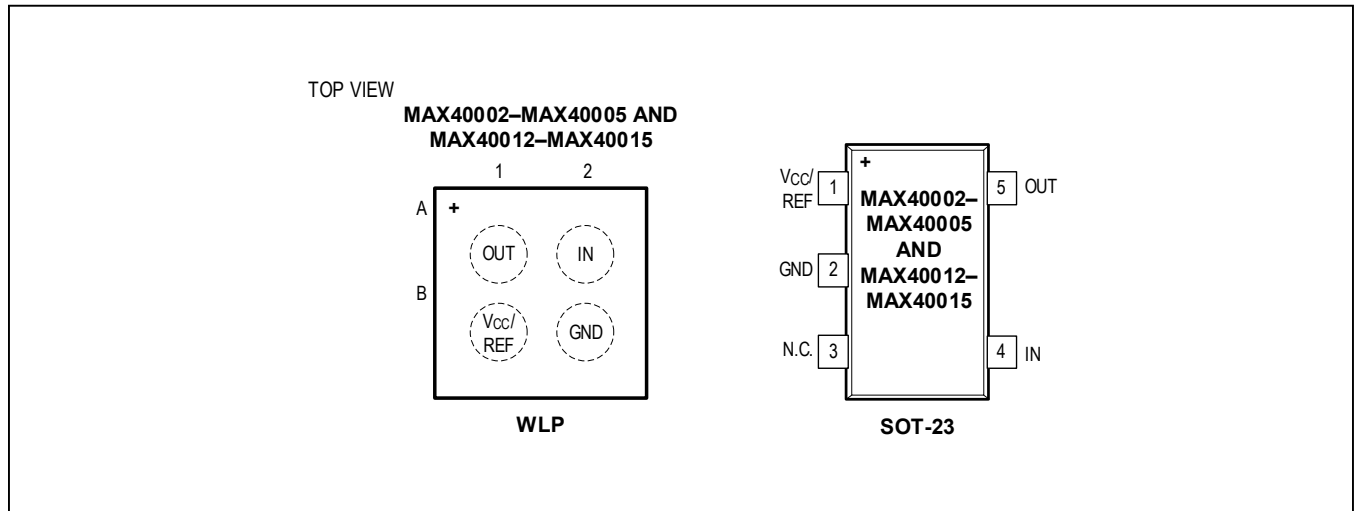 TOP VIEW
MAX40002–MAX40005 AND
MAX40012–MAX40015
1 2
A +
OUT IN
B
VCC/
REF
GND
WLP
+
VCC/
REF
1
5 OUT
MAX40002–
MAX40005
AND
MAX40012–
MAX40015
GND 2
N.C. 3
4 IN
SOT-23